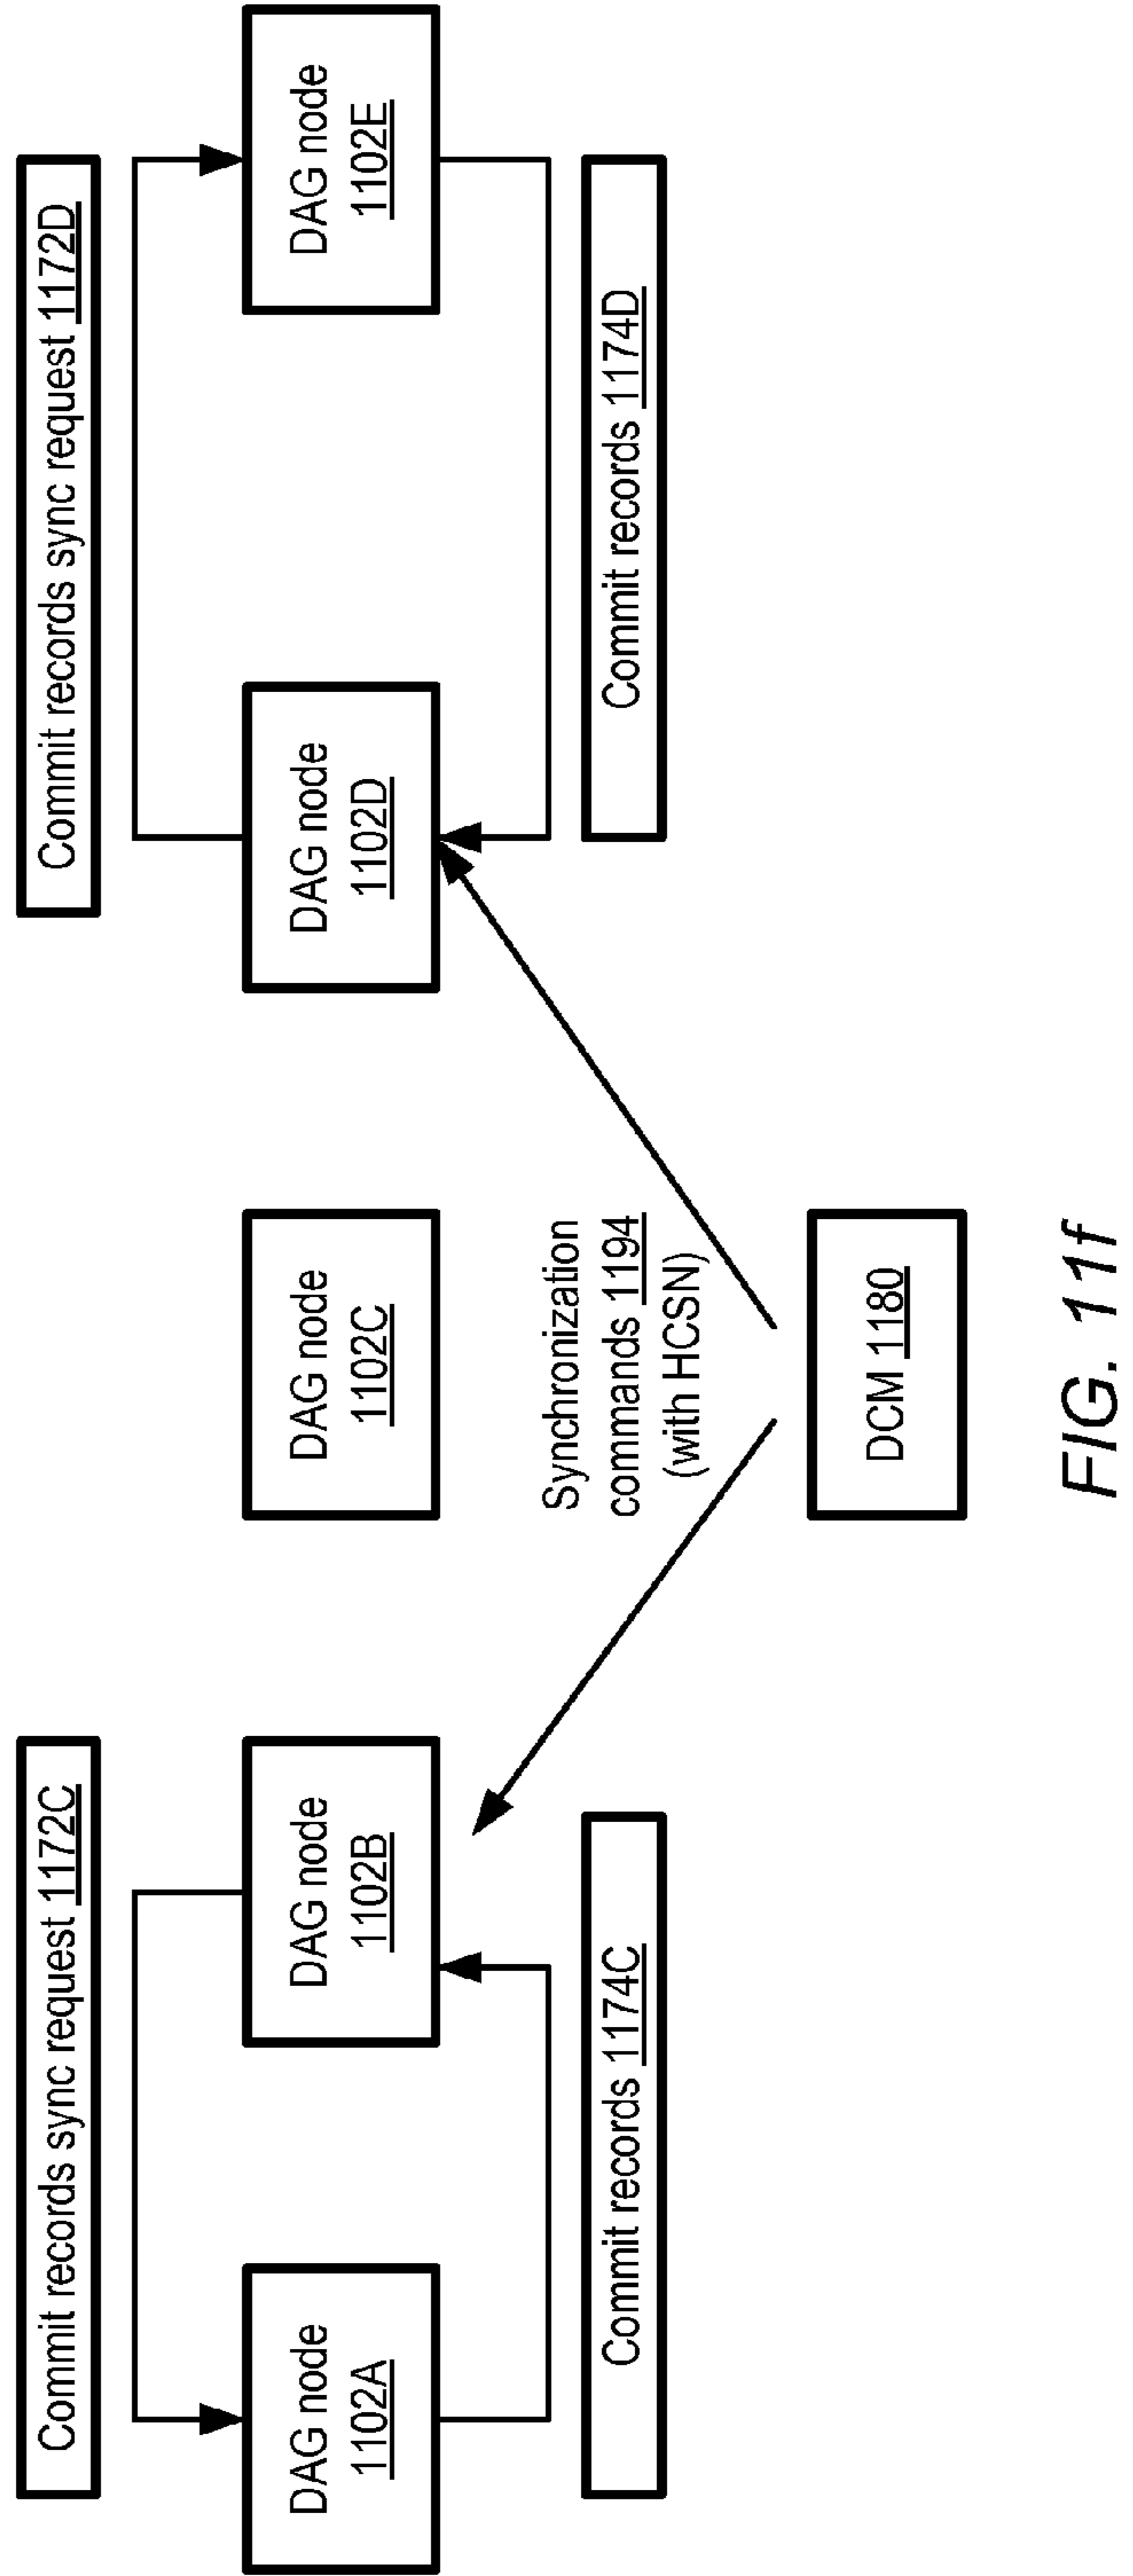 Commit records sync request 1172C
Commit records sync request 1172D
DAG node
1102A
DAG node
1102B
DAG node
1102C
DAG node
1102D
DAG node
1102E
Synchronization
commands 1194
(with HCSN)
Commit records 1174C
Commit records 1174D
DCM 1180
FIG. 11f